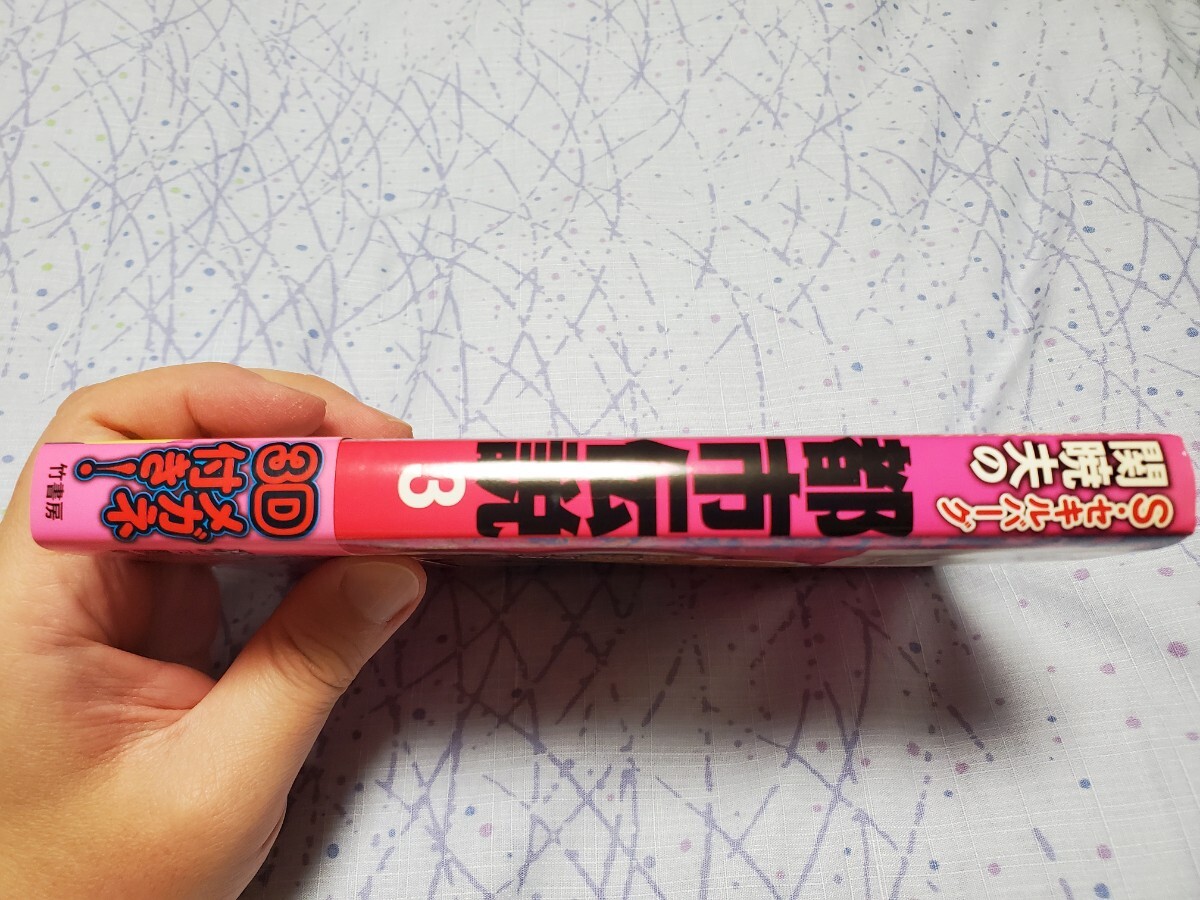 S・セキルバーグ
関暁夫の
都市伝説
3
3Dメガネ
付き!
竹書房